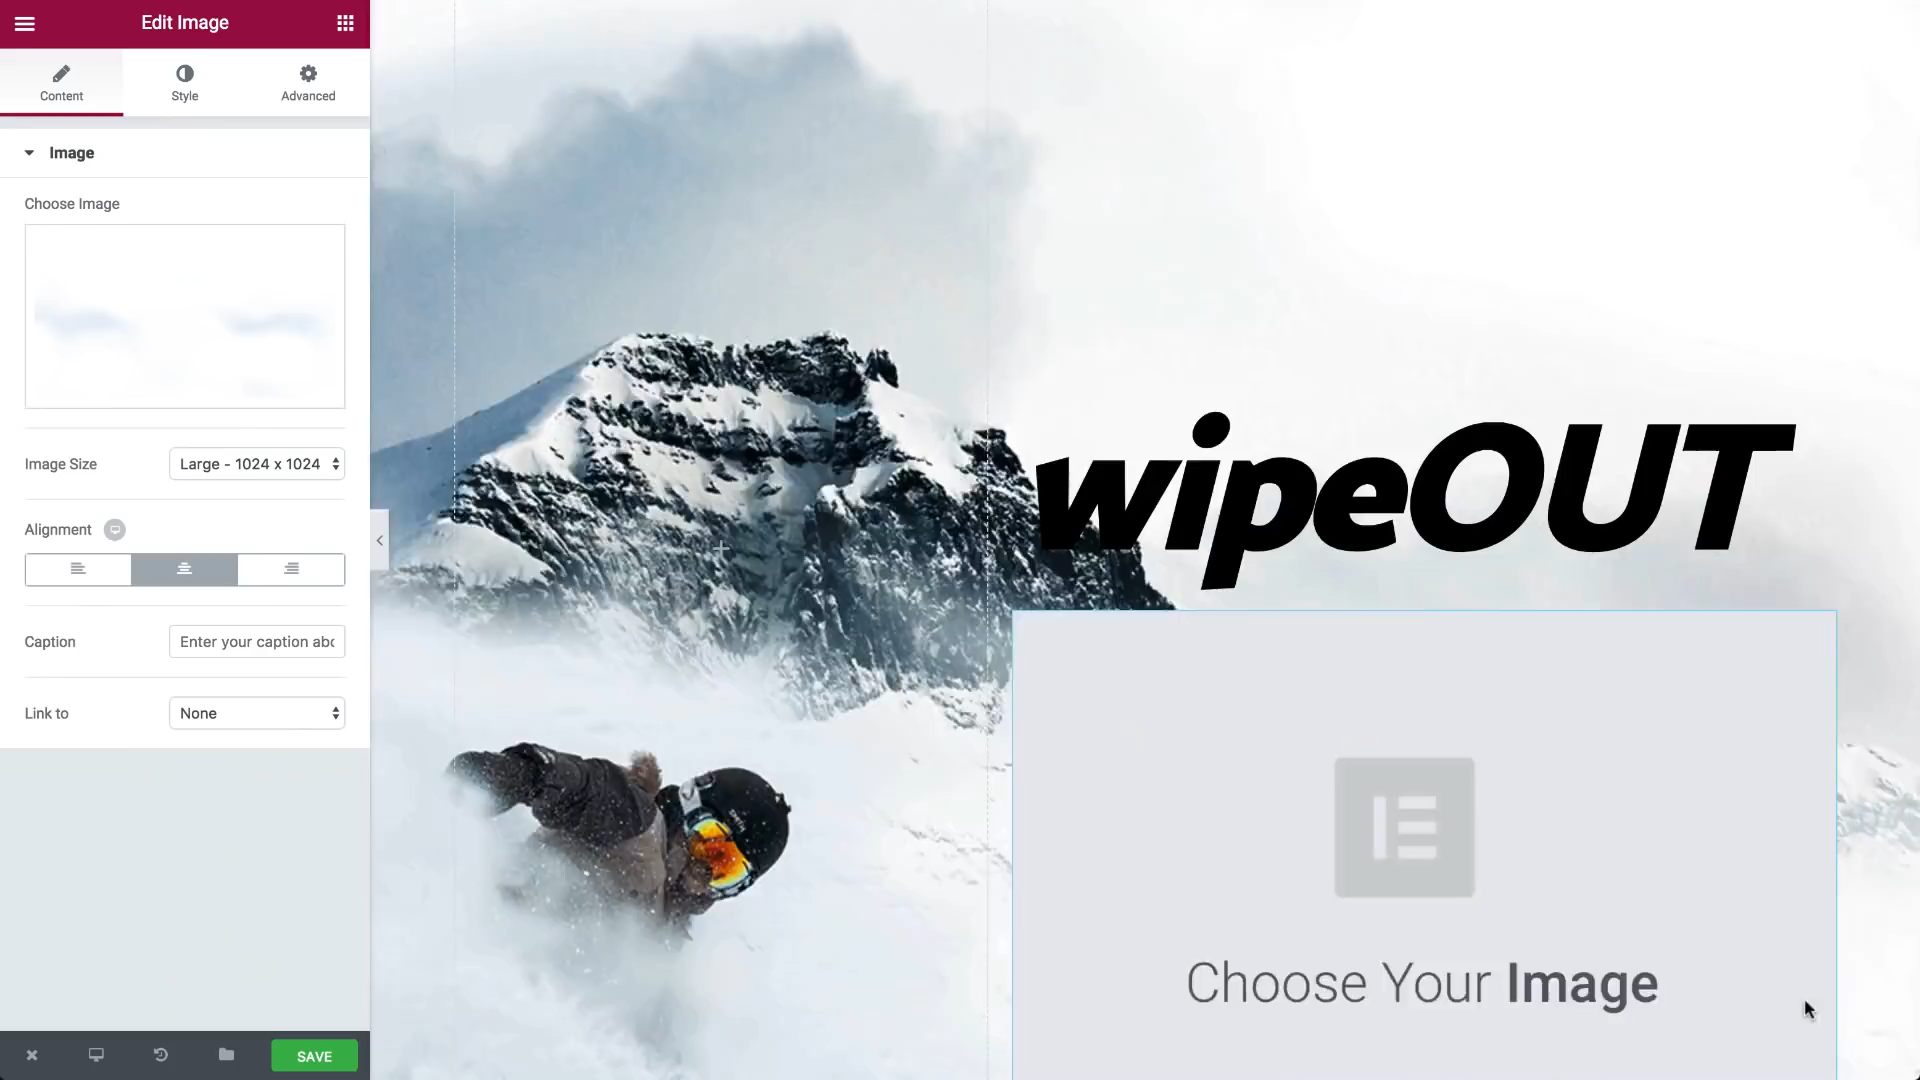 Edit Image
Content
Style
Advanced
Image
Choose Image
Image Size
Large - 1024 x 1024
Alignment
Caption
Enter your caption abo
Link to
None
SAVE
wipeOUT
Choose Your Image